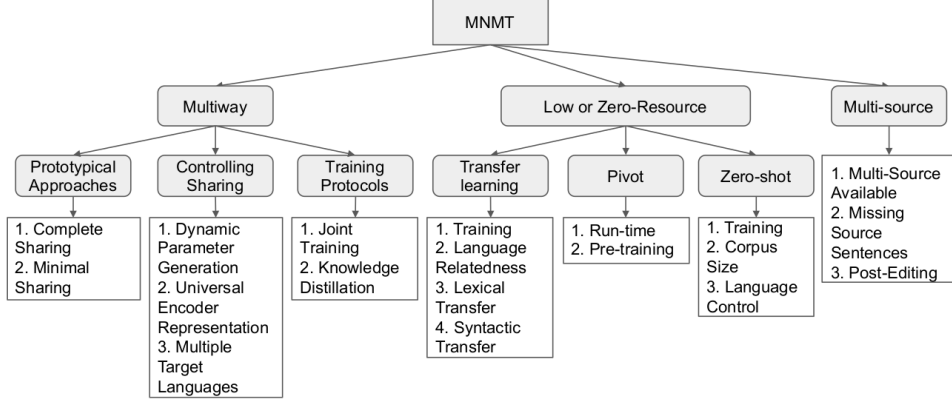 MNMT
Multiway
Low or Zero-Resource
Multi-source
Prototypical
Approaches
Controlling
Sharing
Training
Protocols
Transfer
learning
Pivot
Zero-shot
1. Complete
Sharing
2. Minimal
Sharing
1. Dynamic
Parameter
Generation
2. Universal
Encoder
Representation
3. Multiple
Target
Languages
1. Joint
Training
2. Knowledge
Distillation
1. Training
2. Language
Relatedness
3. Lexical
Transfer
4. Syntactic
Transfer
1. Run-time
2. Pre-training
1. Training
2. Corpus
Size
3. Language
Control
1. Multi-Source
Available
2. Missing
Source
Sentences
3. Post-Editing